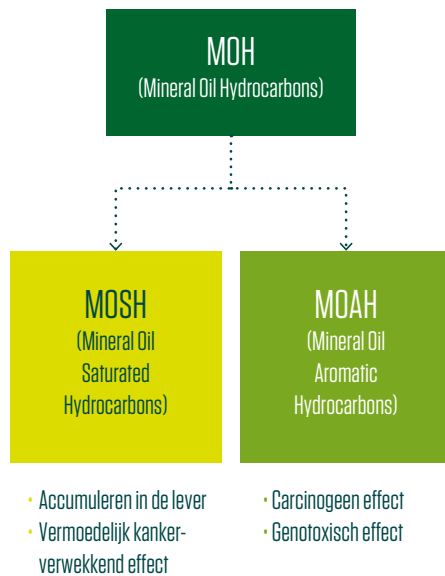 MOH
(Mineral Oil Hydrocarbons)
MOSH
(Mineral Oil
Saturated
Hydrocarbons)
MOAH
(Mineral Oil
Aromatic
Hydrocarbons)
• Accumuleren in de lever
• Vermoedelijk kanker-
verwekkend effect
• Carcinogeen effect
• Genotoxisch effect